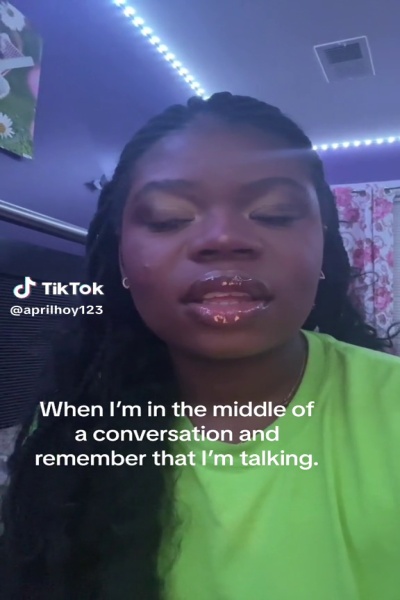 TikTok
@aprilhoy123
When I'm in the middle of
a conversation and
remember that I'm talking.